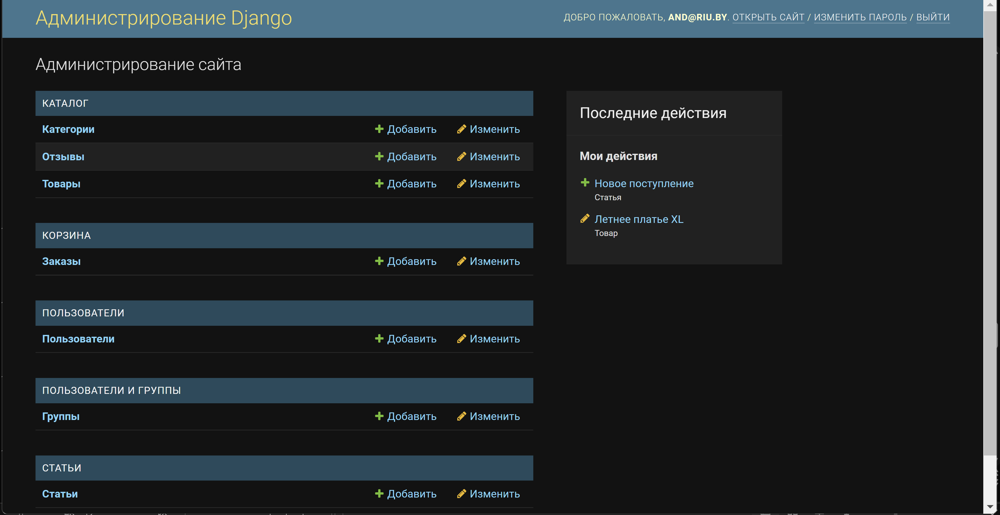 Администрирование Django
ДОБРО ПОЖАЛОВАТЬ, AND@RIU.BY. ОТКРЫТЬ САЙТ / ИЗМЕНИТЬ ПАРОЛЬ / ВЫЙТИ
Администрирование сайта
КАТАЛОГ
Категории Добавить Изменить
Отзывы Добавить Изменить
Товары Добавить Изменить
КОРЗИНА
Заказы Добавить Изменить
ПОЛЬЗОВАТЕЛИ
Пользователи Добавить Изменить
ПОЛЬЗОВАТЕЛИ И ГРУППЫ
Группы Добавить Изменить
СТАТЬИ
Статьи Добавить Изменить
Последние действия
Мои действия
Новое поступление
Статья
Летнее платье XL
Товар